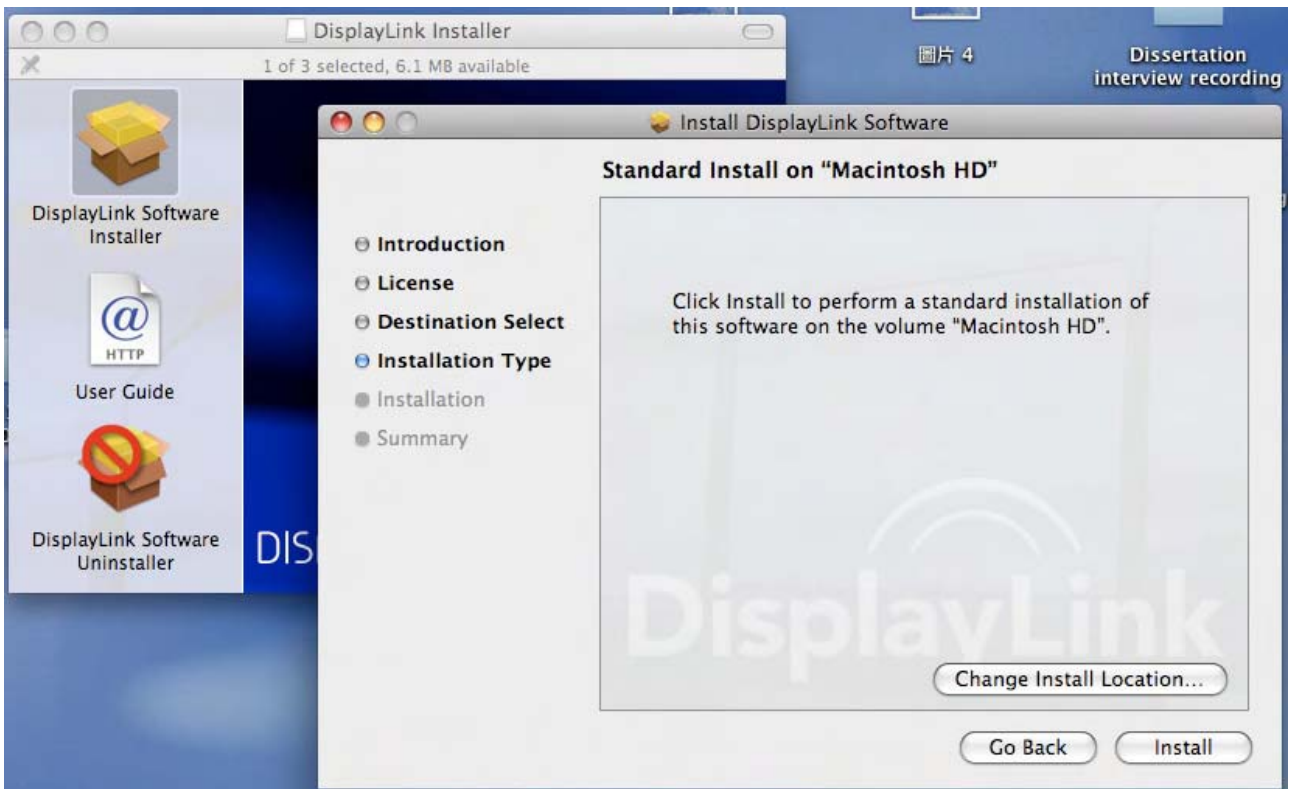 DisplayLink Installer
1 of 3 selected, 6.1 MB available
圖片 4
Dissertation
interview recording
DisplayLink Software
Installer
@
HTTP
User Guide
DisplayLink Software
Uninstaller
DIS
Install DisplayLink Software
Standard Install on “Macintosh HD”
Introduction
License
Destination Select
Installation Type
Installation
Summary
Click Install to perform a standard installation of
this software on the volume “Macintosh HD”.
DisplayLink
Change Install Location...
Go Back
Install